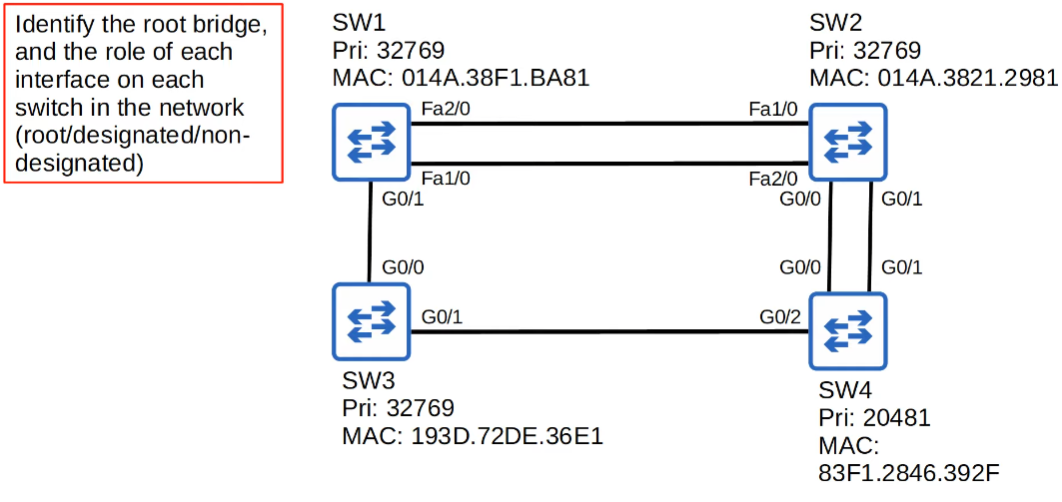 Identify the root bridge,
and the role of each
interface on each
switch in the network
(root/designated/non-
designated)
SW1
Pri: 32769
MAC: 014A.38F1.BA81
SW2
Pri: 32769
MAC: 014A.3821.2981
Fa2/0
Fa1/0
Fa1/0
Fa2/0
G0/1
G0/0
G0/1
G0/0
G0/0
G0/1
G0/1
G0/2
SW3
Pri: 32769
MAC: 193D.72DE.36E1
SW4
Pri: 20481
MAC:
83F1.2846.392F